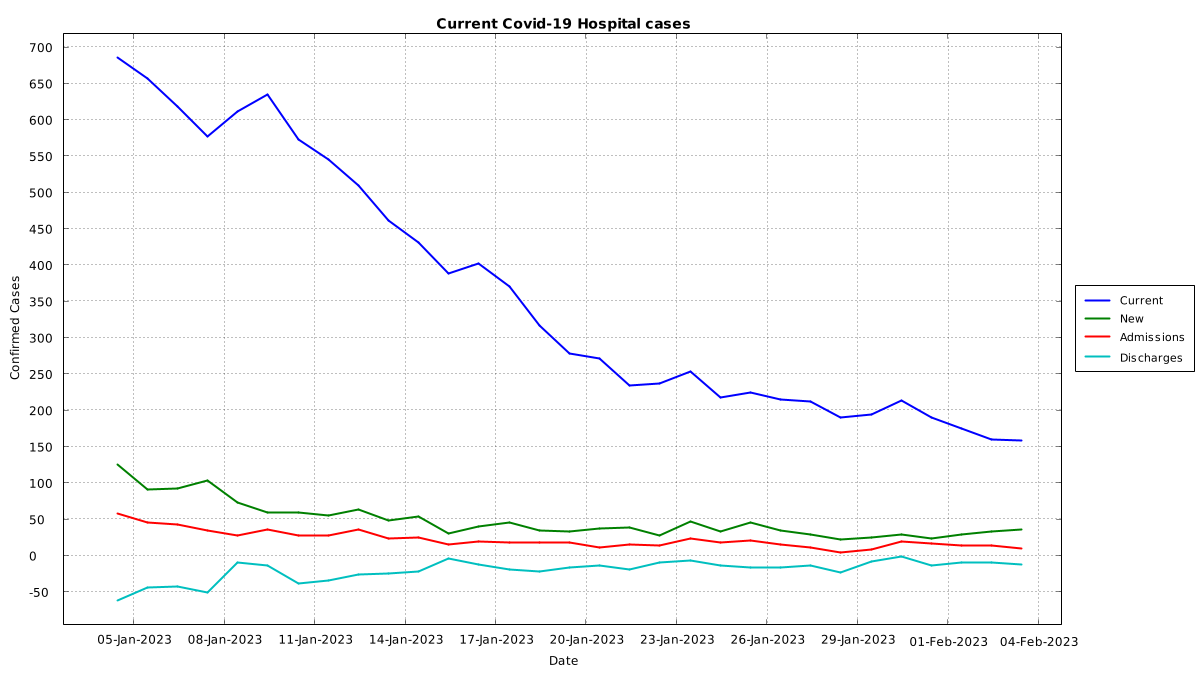 Current Covid-19 Hospital cases
700
650
600
550
500
450
400
350
300
250
200
150
100
50
0
-50
Confirmed Cases
05-Jan-2023 08-Jan-2023 11-Jan-2023 14-Jan-2023 17-Jan-2023 20-Jan-2023 23-Jan-2023 26-Jan-2023 29-Jan-2023 01-Feb-2023 04-Feb-2023
Date
Current
New
Admissions
Discharges